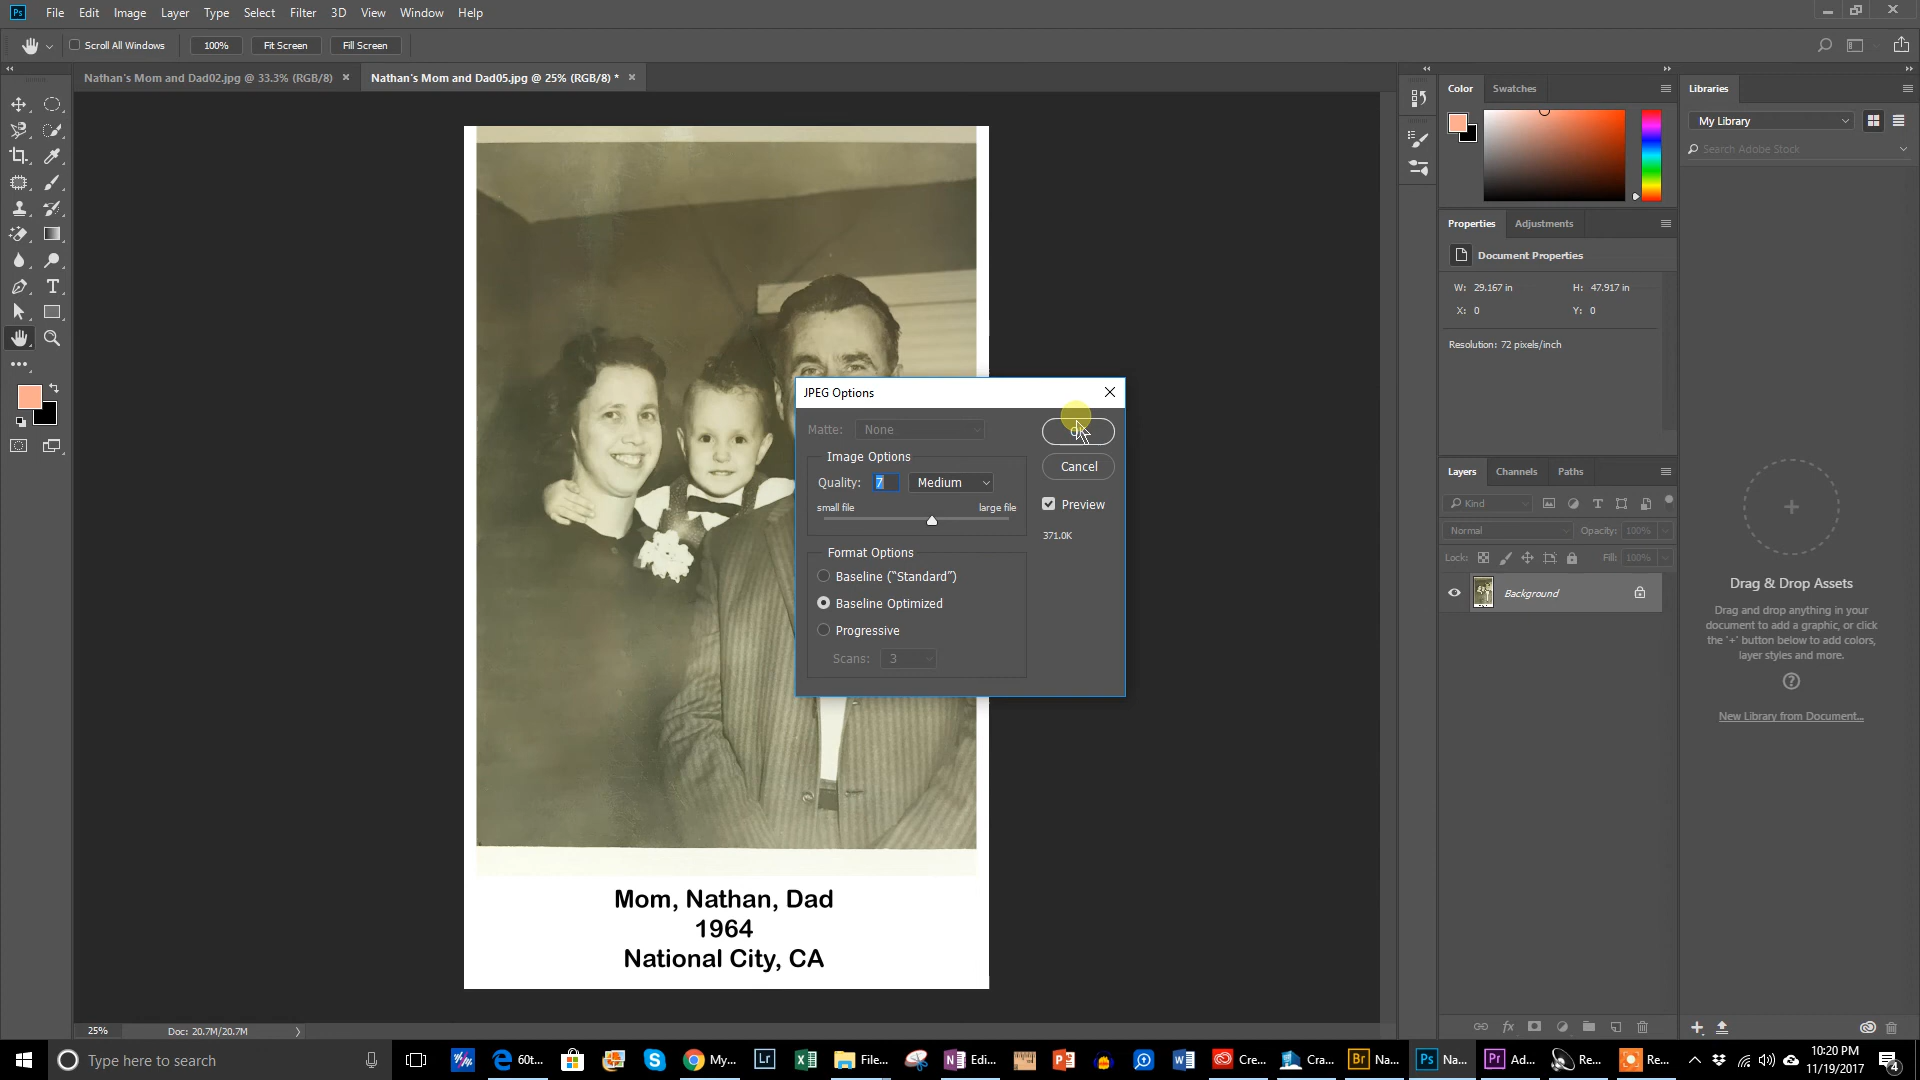 Ps File Edit Image Layer Type Select Filter 3D View Window Help
Scroll All Windows 100% Fit Screen Fill Screen
Nathan's Mom and Dad02.jpg @ 33.3% (RGB/8) × Nathan's Mom and Dad05.jpg @ 25% (RGB/8) * ×
Color Swatches
Libraries
My Library
Search Adobe Stock
Properties Adjustments
Document Properties
W: 29.167 in H: 47.917 in
X: 0 Y: 0
Resolution: 72 pixels/inch
JPEG Options
Matte: None
OK
Image Options
Cancel
Quality: 7 Medium
Preview
small file large file
371.0K
Format Options
Baseline ("Standard")
Baseline Optimized
Progressive
Scans: 3
Layers Channels Paths
Kind
Normal Opacity: 100%
Lock: Fill: 100%
Background
Drag & Drop Assets
Drag and drop anything in your
document to add a graphic, or click
the '+' button below to add colors,
layer styles and more.
New Library from Document...
Mom, Nathan, Dad
1964
National City, CA
25% Doc: 20.7M/20.7M
Type here to search
60t... My... Lr File... Edi... Cre... Cra... Br Na... Ps Na... Pr Ad... Re... Re...
10:20 PM
11/19/2017
4